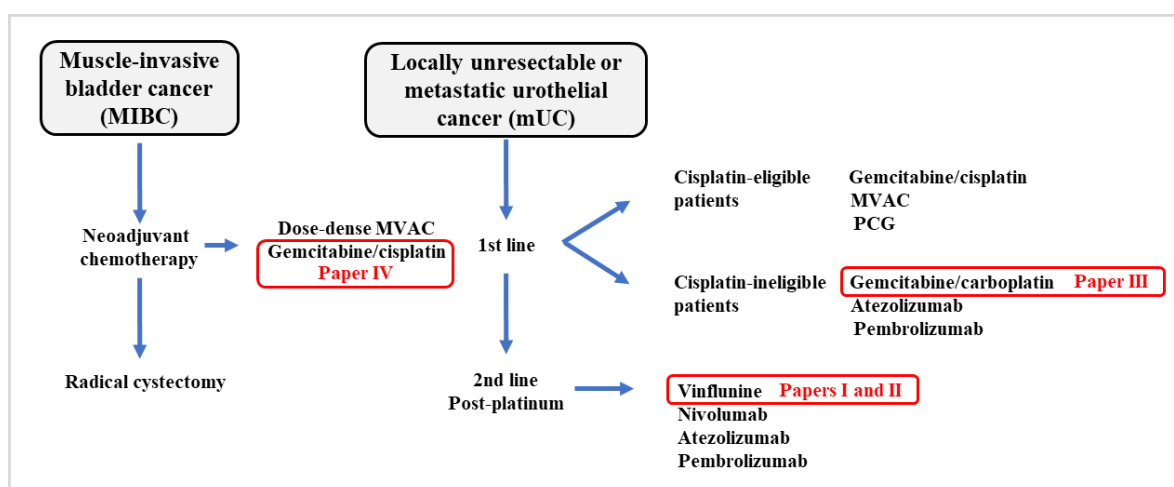 Muscle-invasive
bladder cancer
(MIBC)
Locally unresectable or
metastatic urothelial
cancer (mUC)
Neoadjuvant
chemotherapy
Dose-dense MVAC
Gemcitabine/cisplatin
Paper IV
Radical cystectomy
1st line
Cisplatin-eligible
patients
Gemcitabine/cisplatin
MVAC
PCG
Cisplatin-ineligible
patients
Gemcitabine/carboplatin Paper III
Atezolizumab
Pembrolizumab
2nd line
Post-platinum
Vinflunine Papers I and II
Nivolumab
Atezolizumab
Pembrolizumab